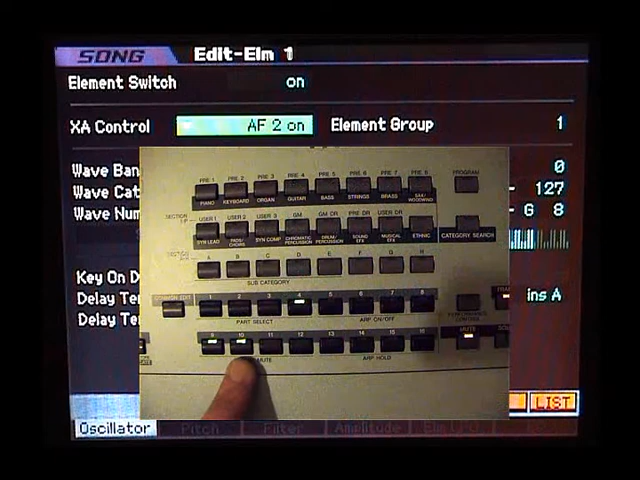 SONG Edit-Elm 1
Element Switch on
XA Control AF 2 on Element Group 1
Wave Ban 0
Wave Cat 127
Wave Num - G 8
Key On D
Delay Te ins A
Delay Te
PRE 1 PRE 2 PRE 3 PRE 4 PRE 5 PRE 6 PRE 7 PRE 8 PROGRAM
PIANO KEYBOARD ORGAN GUITAR BASS STRINGS BRASS SAX/WOODWIND
USER 1 USER 2 USER 3 GM GM DR PRE DR USER DR
SYN LEAD PADS/CHOIRS SYN COMP CHROMATIC PERCUSSION DRUM/PERCUSSION SOUND EFX MUSICAL EFX ETHNIC CATEGORY SEARCH
A B C D E F G H
SUB CATEGORY
COMMON EDIT 1 2 3 4 5 6 7 8
PART SELECT ARP ON/OFF PERFORMANCE CONTROL
9 10 11 12 13 14 15 16 MUTE
MUTE ARP HOLD
LIST
Oscillator Pitch Filter Amplitude